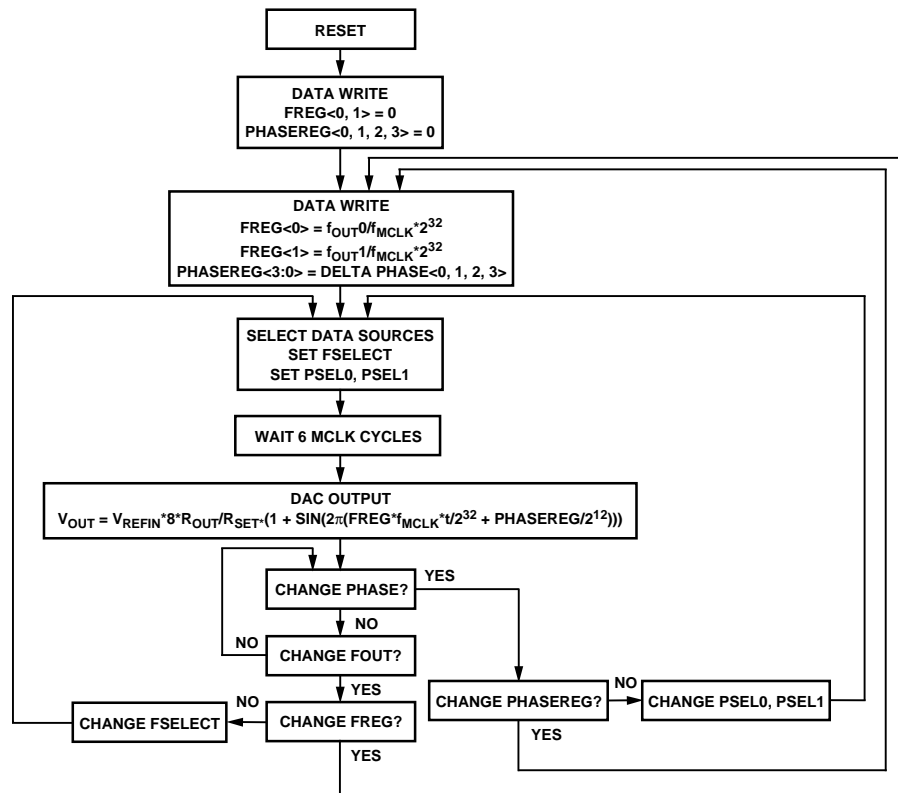 RESET
DATA WRITE
FREG<0, 1> = 0
PHASEREG<0, 1, 2, 3> = 0
DATA WRITE
FREG<0> = fOUT0/fMCLK*2^32
FREG<1> = fOUT1/fMCLK*2^32
PHASEREG<3:0> = DELTA PHASE<0, 1, 2, 3>
SELECT DATA SOURCES
SET FSELECT
SET PSEL0, PSEL1
WAIT 6 MCLK CYCLES
DAC OUTPUT
VOUT = VREFIN*8*ROUT/RSET*(1 + SIN(2π(FREG*fMCLK*t/2^32 + PHASEREG/2^12)))
CHANGE PHASE?
YES
NO
NO
CHANGE FOUT?
YES
CHANGE PHASEREG?
NO
CHANGE PSEL0, PSEL1
YES
CHANGE FSELECT
NO
CHANGE FREG?
YES